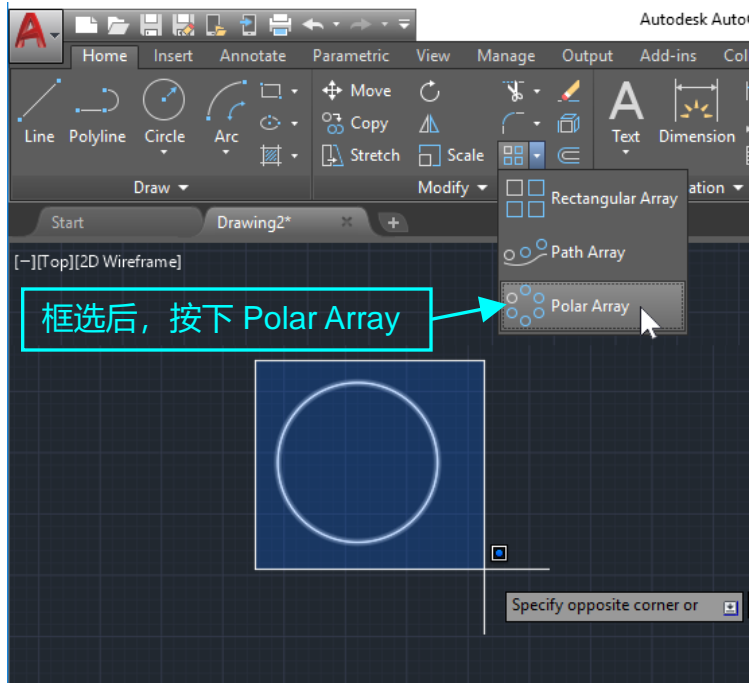 Autodesk Auto
Home Insert Annotate Parametric View Manage Output Add-ins Col
Line Polyline Circle Arc
Move
Copy
Stretch
Scale
Text Dimension
Draw
Modify
ation
Rectangular Array
Path Array
Polar Array
Start Drawing2*
[−][Top][2D Wireframe]
框选后，按下 Polar Array
Specify opposite corner or